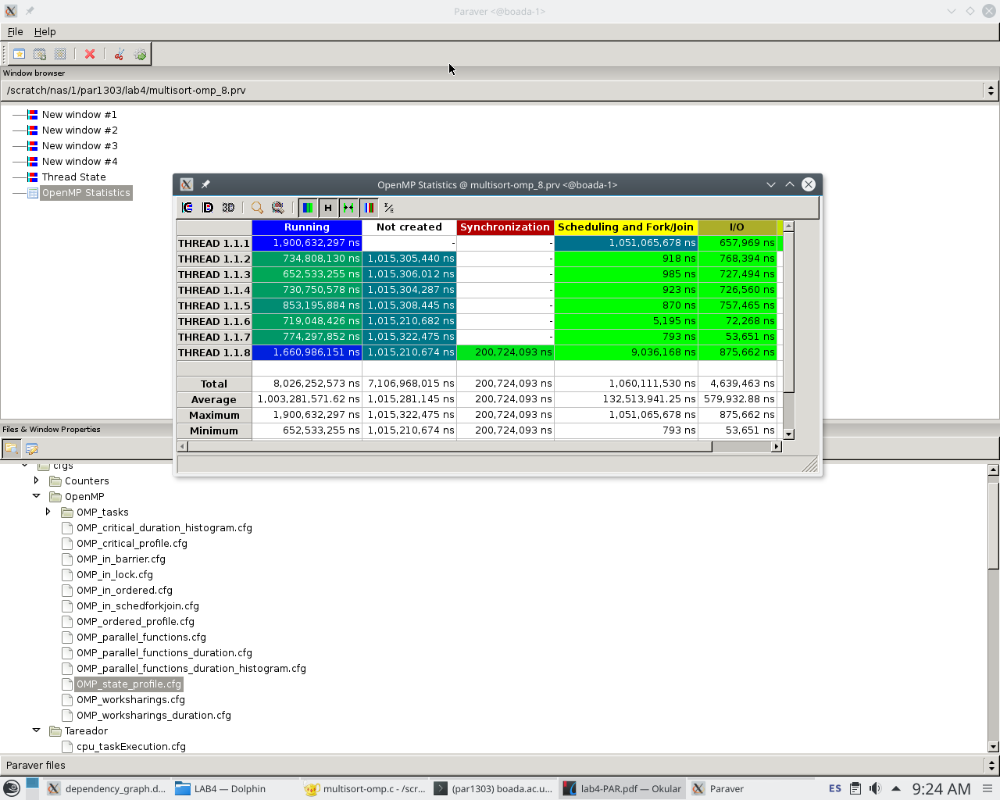 Paraver <@boada-1>
File Help
Window browser
/scratch/nas/1/par1303/lab4/multisort-omp_8.prv
New window #1
New window #2
New window #3
New window #4
Thread State
OpenMP Statistics
OpenMP Statistics @ multisort-omp_8.prv <@boada-1>
3D H
Running Not created Synchronization Scheduling and Fork/Join I/O
THREAD 1.1.1 1,900,632,297 ns - - 1,051,065,678 ns 657,969 ns
THREAD 1.1.2 734,808,130 ns 1,015,305,440 ns - 918 ns 768,394 ns
THREAD 1.1.3 652,533,255 ns 1,015,306,012 ns - 985 ns 727,494 ns
THREAD 1.1.4 730,750,578 ns 1,015,304,287 ns - 923 ns 726,560 ns
THREAD 1.1.5 853,195,884 ns 1,015,308,445 ns - 870 ns 757,465 ns
THREAD 1.1.6 719,048,426 ns 1,015,210,682 ns - 5,195 ns 72,268 ns
THREAD 1.1.7 774,297,852 ns 1,015,322,475 ns - 793 ns 53,651 ns
THREAD 1.1.8 1,660,986,151 ns 1,015,210,674 ns 200,724,093 ns 9,036,168 ns 875,662 ns
Total 8,026,252,573 ns 7,106,968,015 ns 200,724,093 ns 1,060,111,530 ns 4,639,463 ns
Average 1,003,281,571.62 ns 1,015,281,145 ns 200,724,093 ns 132,513,941.25 ns 579,932.88 ns
Maximum 1,900,632,297 ns 1,015,322,475 ns 200,724,093 ns 1,051,065,678 ns 875,662 ns
Minimum 652,533,255 ns 1,015,210,674 ns 200,724,093 ns 793 ns 53,651 ns
Files & Window Properties
cfgs
Counters
OpenMP
OMP_tasks
OMP_critical_duration_histogram.cfg
OMP_critical_profile.cfg
OMP_in_barrier.cfg
OMP_in_lock.cfg
OMP_in_ordered.cfg
OMP_in_schedforkjoin.cfg
OMP_ordered_profile.cfg
OMP_parallel_functions.cfg
OMP_parallel_functions_duration.cfg
OMP_parallel_functions_duration_histogram.cfg
OMP_state_profile.cfg
OMP_worksharings.cfg
OMP_worksharings_duration.cfg
Tareador
cpu_taskExecution.cfg
Paraver files
dependency_graph.d... LAB4 — Dolphin multisort-omp.c - /scr... (par1303) boada.ac.u... lab4-PAR.pdf — Okular Paraver ES 9:24 AM